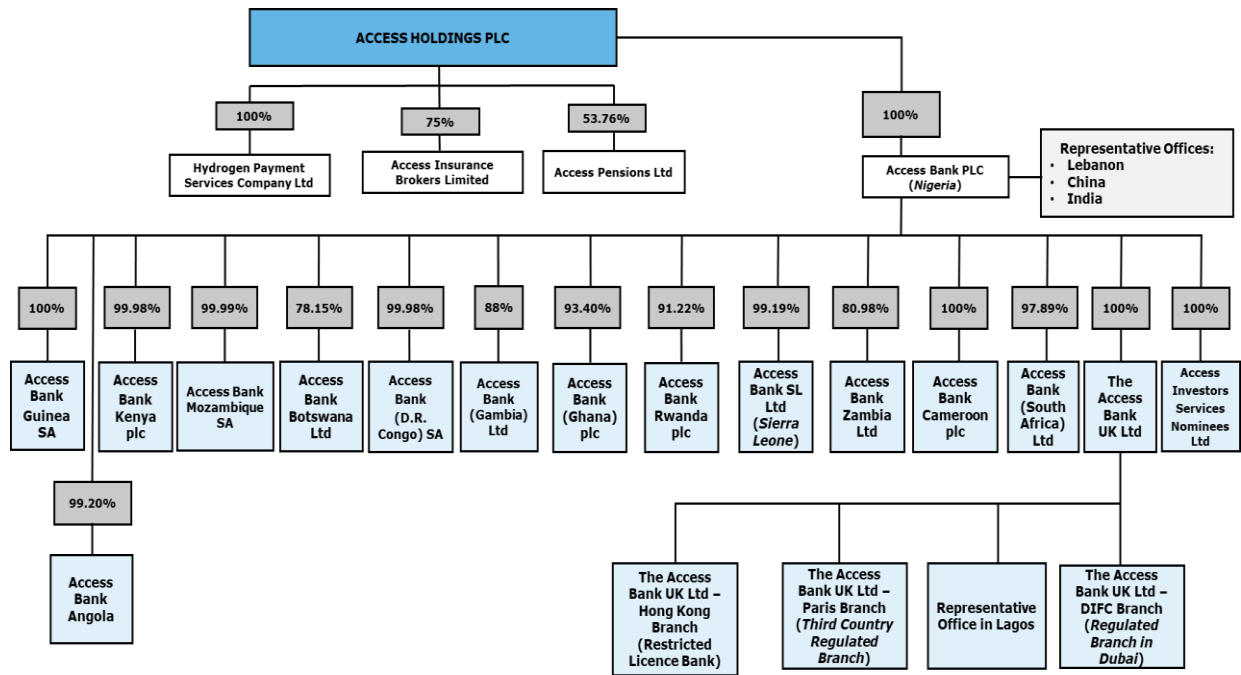 ACCESS HOLDINGS PLC
100%
75%
53.76%
100%
Hydrogen Payment
Services Company Ltd
Access Insurance
Brokers Limited
Access Pensions Ltd
Access Bank PLC
(Nigeria)
Representative Offices:
• Lebanon
• China
• India
100%
99.98%
99.99%
78.15%
99.98%
88%
93.40%
91.22%
99.19%
80.98%
100%
97.89%
100%
100%
Access
Bank
Guinea
SA
Access
Bank
Kenya
plc
Access Bank
Mozambique
SA
Access
Bank
Botswana
Ltd
Access
Bank
(D.R.
Congo) SA
Access
Bank
(Gambia)
Ltd
Access
Bank
(Ghana)
plc
Access
Bank
Rwanda
plc
Access
Bank SL
Ltd
(Sierra
Leone)
Access
Bank
Zambia
Ltd
Access
Bank
Cameroon
plc
Access
Bank
(South
Africa)
Ltd
The
Access
Bank
UK Ltd
Access
Investors
Services
Nominees
Ltd
99.20%
Access
Bank
Angola
The Access
Bank UK Ltd –
Hong Kong
Branch
(Restricted
Licence Bank)
The Access
Bank UK Ltd –
Paris Branch
(Third Country
Regulated
Branch)
Representative
Office in Lagos
The Access
Bank UK Ltd –
DIFC Branch
(Regulated
Branch in
Dubai)